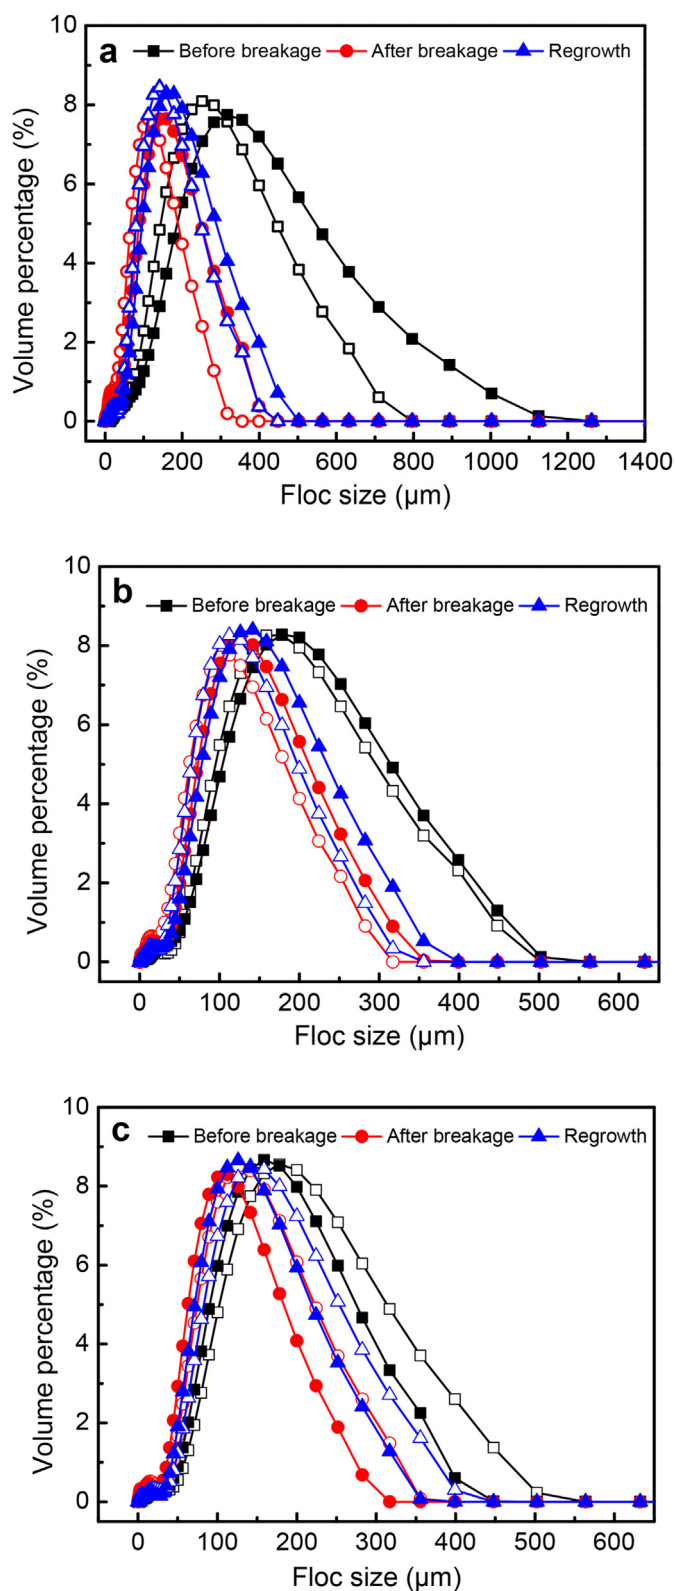 10
a
Before breakage After breakage Regrowth
8
6
4
2
0
Volume percentage (%)
0 200 400 600 800 1000 1200 1400
Floc size (µm)
10
b
Before breakage After breakage Regrowth
8
6
4
2
0
Volume percentage (%)
0 100 200 300 400 500 600
Floc size (µm)
10
c
Before breakage After breakage Regrowth
8
6
4
2
0
Volume percentage (%)
0 100 200 300 400 500 600
Floc size (µm)